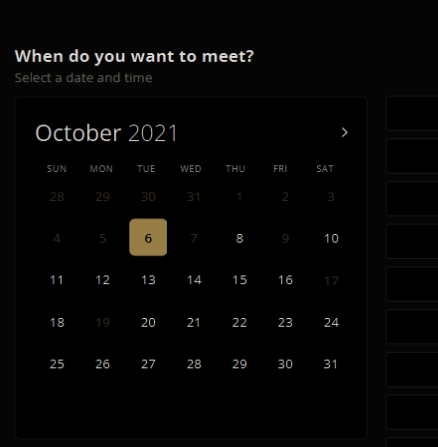 When do you want to meet?
Select a date and time
October 2021
SUN MON TUE WED THU FRI SAT
28 29 30 31 1 2 3
4 5 6 7 8 9 10
11 12 13 14 15 16 17
18 19 20 21 22 23 24
25 26 27 28 29 30 31